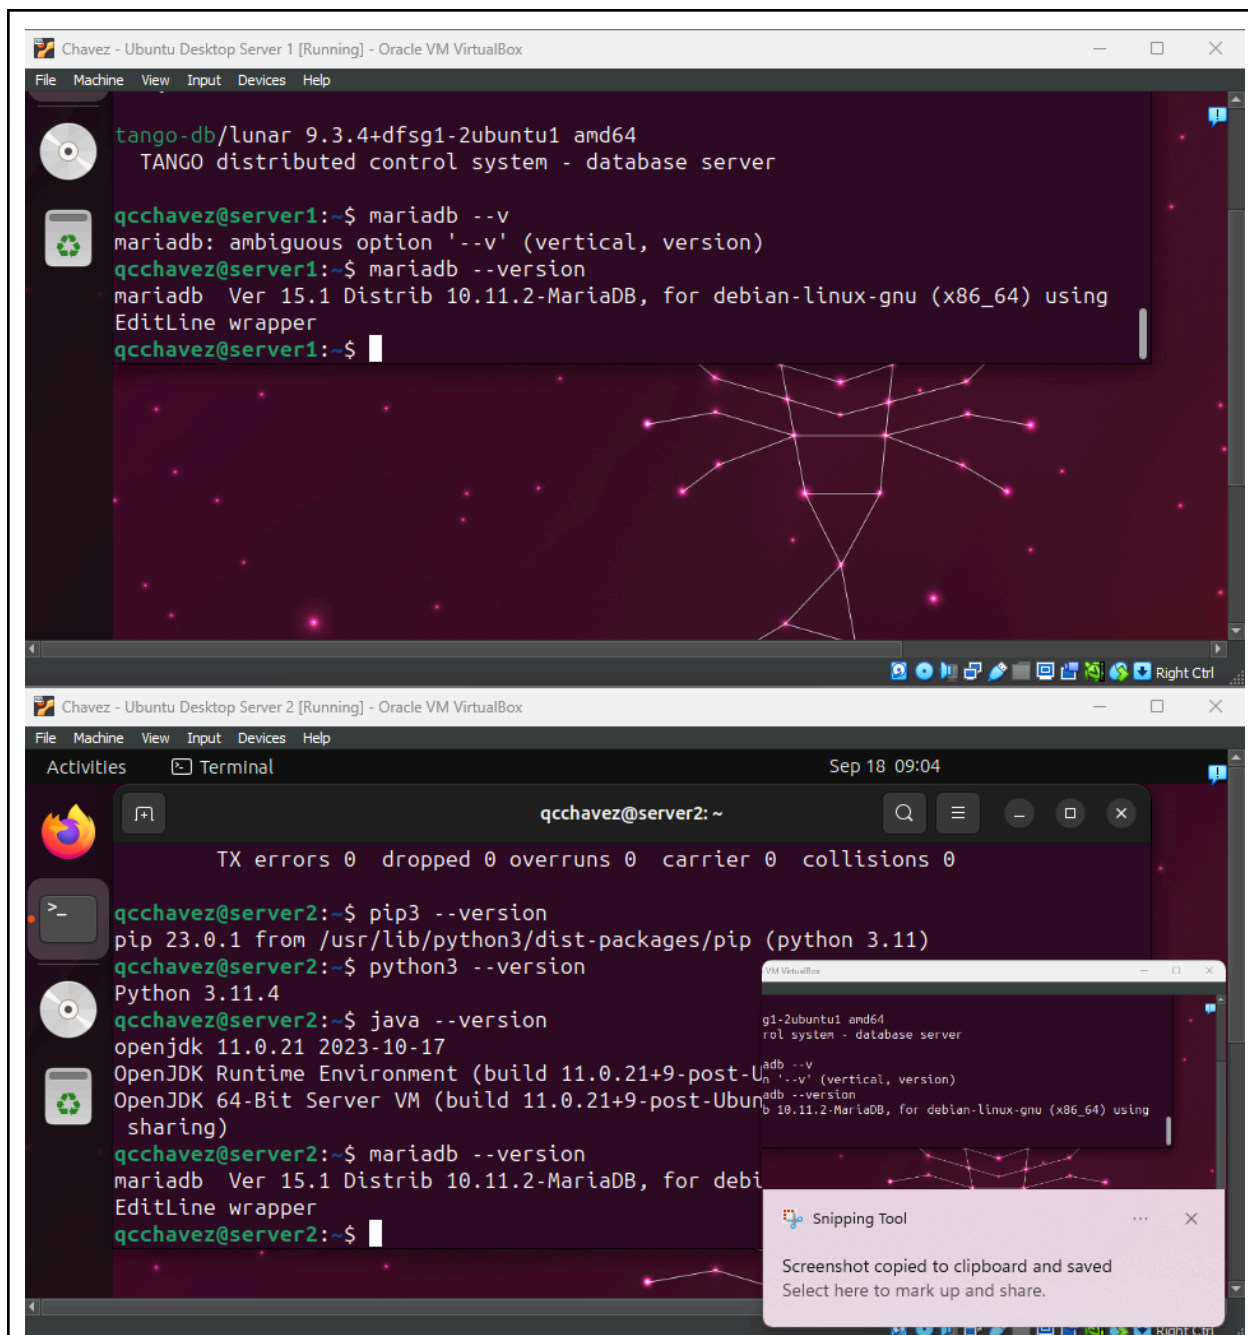 Chavez - Ubuntu Desktop Server 1 [Running] - Oracle VM VirtualBox
File Machine View Input Devices Help
tango-db/lunar 9.3.4+dfsg1-2ubuntu1 amd64
TANGO distributed control system - database server
qcchavez@server1:~$ mariadb --v
mariadb: ambiguous option '--v' (vertical, version)
qcchavez@server1:~$ mariadb --version
mariadb Ver 15.1 Distrib 10.11.2-MariaDB, for debian-linux-gnu (x86_64) using
EditLine wrapper
qcchavez@server1:~$
Right Ctrl
Chavez - Ubuntu Desktop Server 2 [Running] - Oracle VM VirtualBox
File Machine View Input Devices Help
Activities Terminal Sep 18 09:04
qcchavez@server2: ~
TX errors 0 dropped 0 overruns 0 carrier 0 collisions 0
qcchavez@server2:~$ pip3 --version
pip 23.0.1 from /usr/lib/python3/dist-packages/pip (python 3.11)
qcchavez@server2:~$ python3 --version
Python 3.11.4
qcchavez@server2:~$ java --version
openjdk 11.0.21 2023-10-17
OpenJDK Runtime Environment (build 11.0.21+9-post-U
OpenJDK 64-Bit Server VM (build 11.0.21+9-post-Ubun
sharing)
qcchavez@server2:~$ mariadb --version
mariadb Ver 15.1 Distrib 10.11.2-MariaDB, for debi
EditLine wrapper
qcchavez@server2:~$
VM VirtualBox
g1-2ubuntu1 amd64
rol system - database server
adb --v
n '--v' (vertical, version)
adb --version
b 10.11.2-MariaDB, for debian-linux-gnu (x86_64) using
Snipping Tool
Screenshot copied to clipboard and saved
Select here to mark up and share.
Right Ctrl